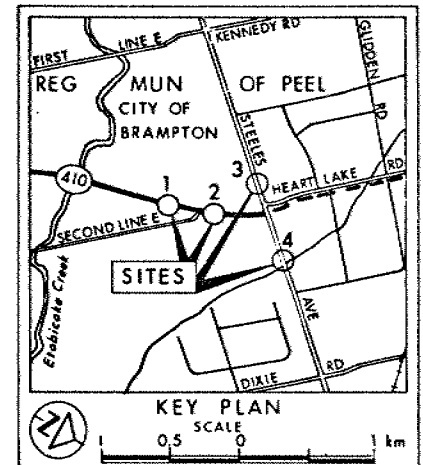 FIRST LINE E
KENNEDY RD
REG MUN OF PEEL
CITY OF
BRAMPTON
GLIDDEN RD
STEELES AVE
410
1
2
3
4
HEART LAKE RD
SECOND LINE E
SITES
Etobicoke Creek
DIXIE RD
KEY PLAN
SCALE
1 0.5 0 1 km
N